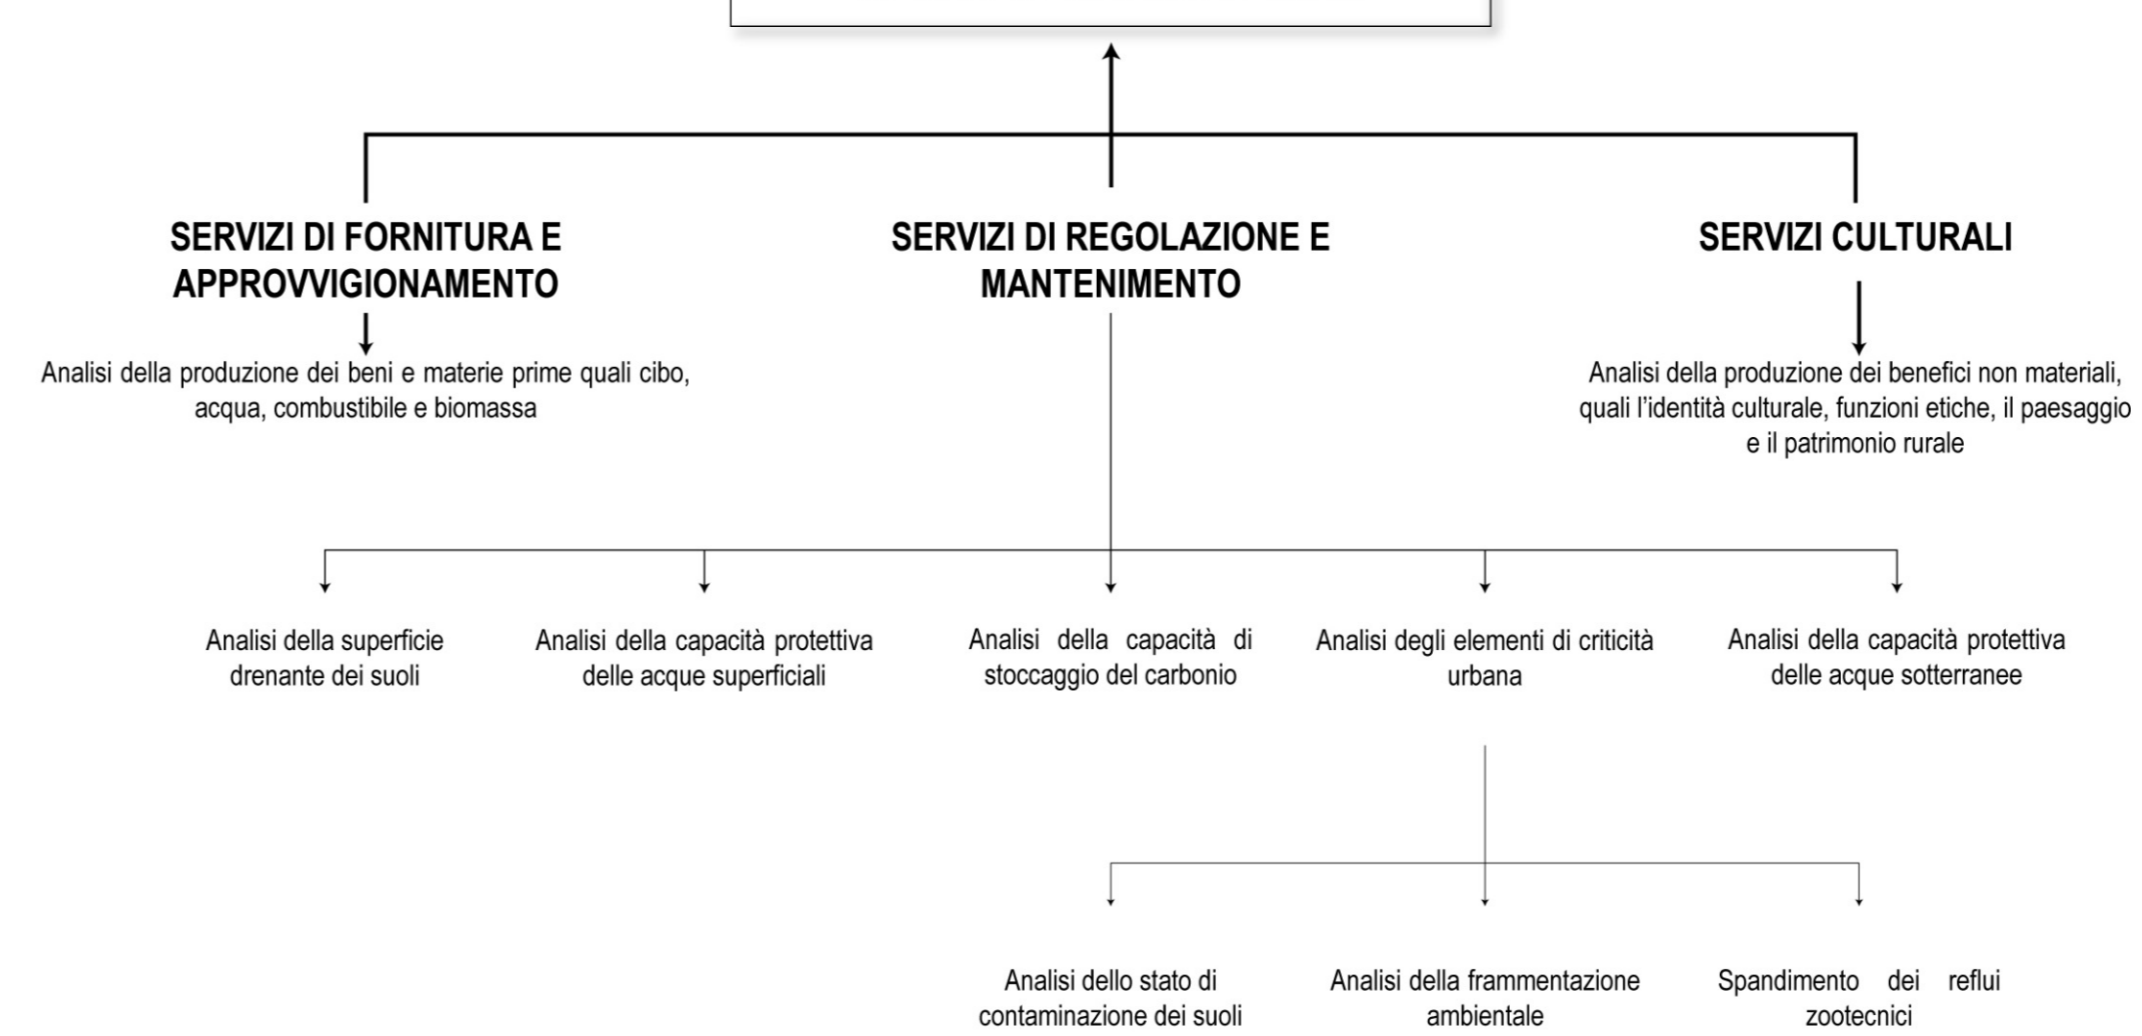 SERVIZI DI FORNITURA E
APPROVVIGIONAMENTO
Analisi della produzione dei beni e materie prime quali cibo,
acqua, combustibile e biomassa
SERVIZI DI REGOLAZIONE E
MANTENIMENTO
SERVIZI CULTURALI
Analisi della produzione dei benefici non materiali,
quali l’identità culturale, funzioni etiche, il paesaggio
e il patrimonio rurale
Analisi della superficie
drenante dei suoli
Analisi della capacità protettiva
delle acque superficiali
Analisi della capacità di
stoccaggio del carbonio
Analisi degli elementi di criticità
urbana
Analisi della capacità protettiva
delle acque sotterranee
Analisi dello stato di
contaminazione dei suoli
Analisi della frammentazione
ambientale
Spandimento dei reflui
zootecnici